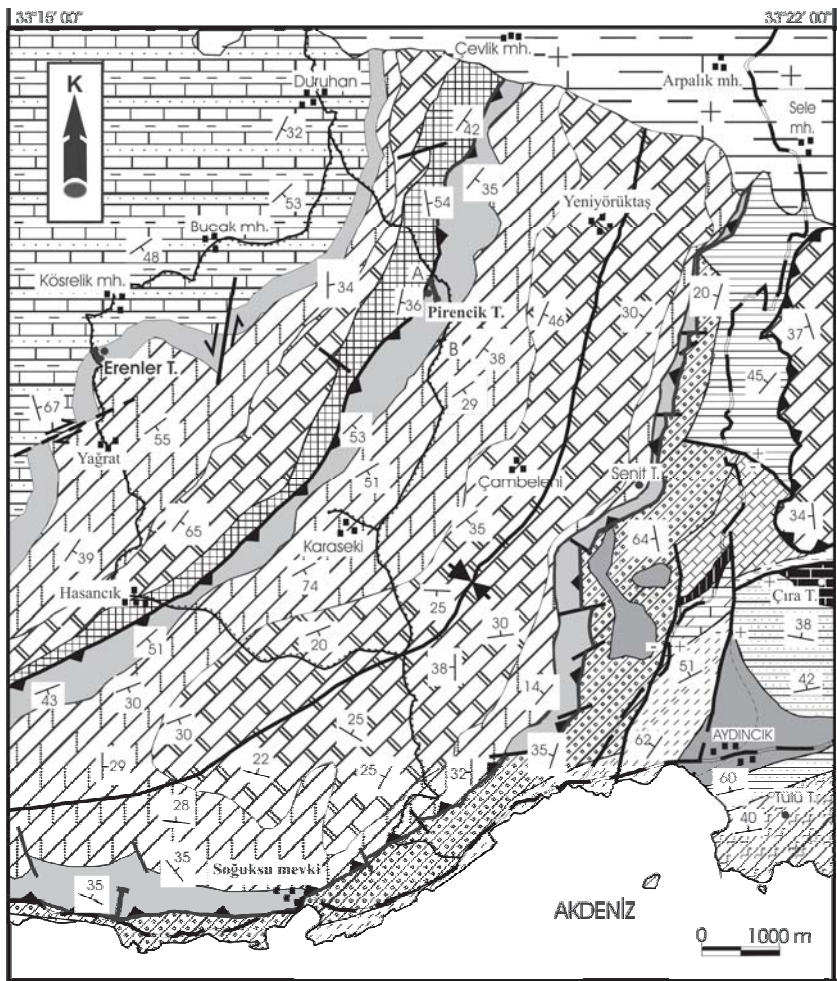 33°15' 00"
33°22' 00"
K
Çevlik mh.
Duruhan
Arpalık mh.
Sele
mh.
42
32
35
53
54
Yeniyörüktaş
Bucak mh.
48
Kösrelik mh.
34
A
20
36
Pirencik T.
46
30
37
B
38
45
Erenler T.
29
67
53
55
Yağrat
51
Çambeleni
Senit T.
65
35
34
64
Karaseki
39
74
Hasancık
Çıra T.
25
38
30
20
51
51
38
42
43
30
14
30
25
AYDINCIK
35
62
29
22
25
32
60
28
Tülü T.
40
35
Soğuksu mevki
35
AKDENİZ
0 1000 m